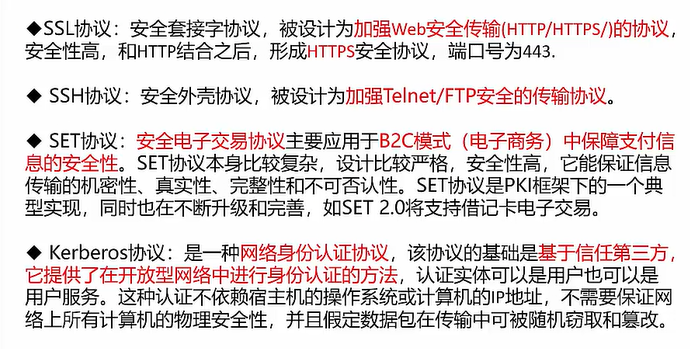 ◆SSL协议：安全套接字协议，被设计为加强Web安全传输(HTTP/HTTPS/)的协议，
安全性高，和HTTP结合之后，形成HTTPS安全协议，端口号为443.
◆ SSH协议：安全外壳协议，被设计为加强Telnet/FTP安全的传输协议。
◆ SET协议：安全电子交易协议主要应用于B2C模式（电子商务）中保障支付信
息的安全性。SET协议本身比较复杂，设计比较严格，安全性高，它能保证信息
传输的机密性、真实性、完整性和不可否认性。SET协议是PKI框架下的一个典
型实现，同时也在不断升级和完善，如SET 2.0将支持借记卡电子交易。
◆ Kerberos协议：是一种网络身份认证协议，该协议的基础是基于信任第三方，
它提供了在开放型网络中进行身份认证的方法，认证实体可以是用户也可以是
用户服务。这种认证不依赖宿主机的操作系统或计算机的IP地址，不需要保证网
络上所有计算机的物理安全性，并且假定数据包在传输中可被随机窃取和篡改。